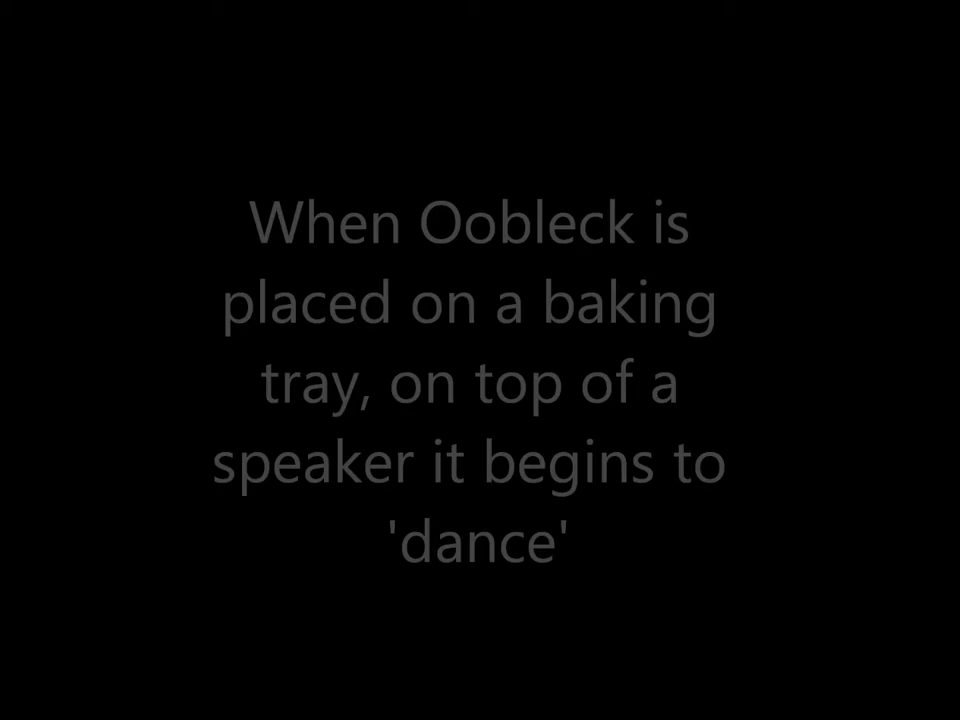 When Oobleck is
placed on a baking
tray, on top of a
speaker it begins to
'dance'